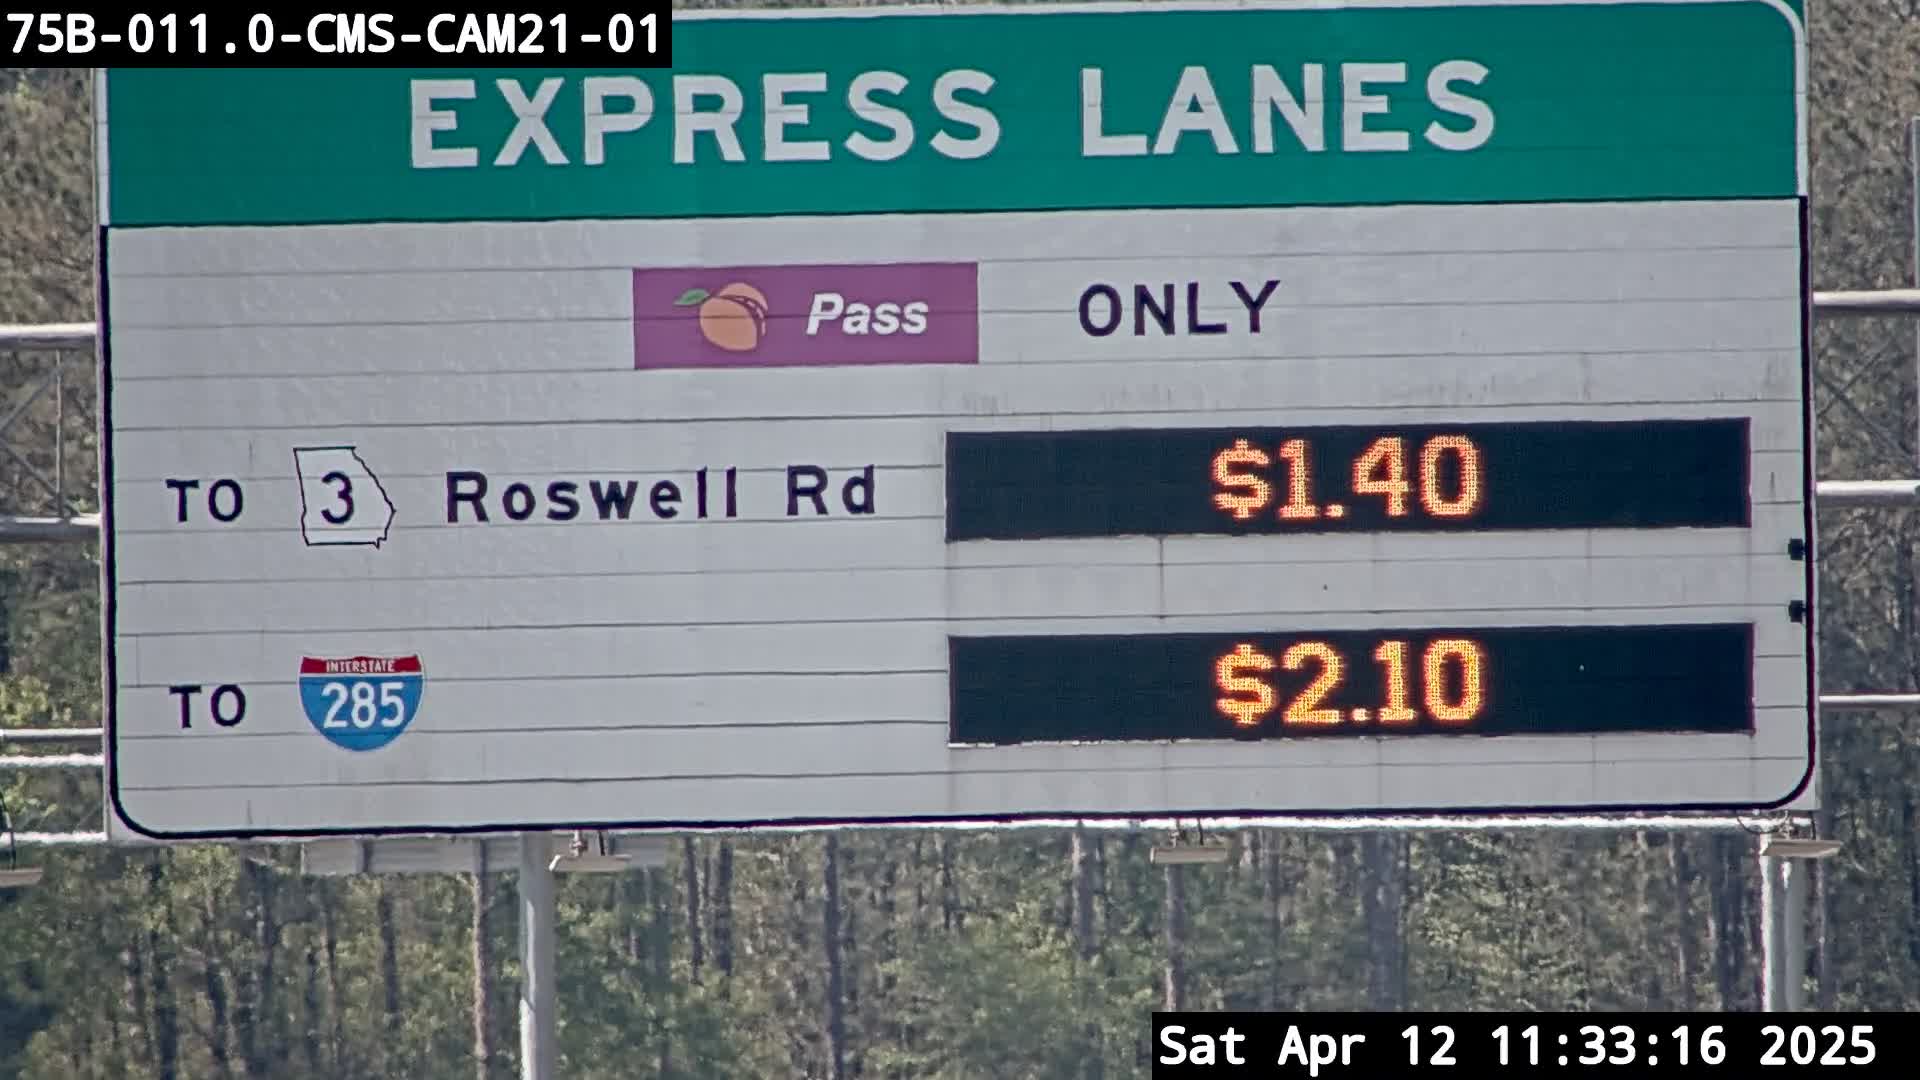 75B-011.0-CMS-CAM21-01
EXPRESS LANES
Pass ONLY
TO 3 Roswell Rd $1.40
INTERSTATE
TO 285 $2.10
Sat Apr 12 11:33:16 2025